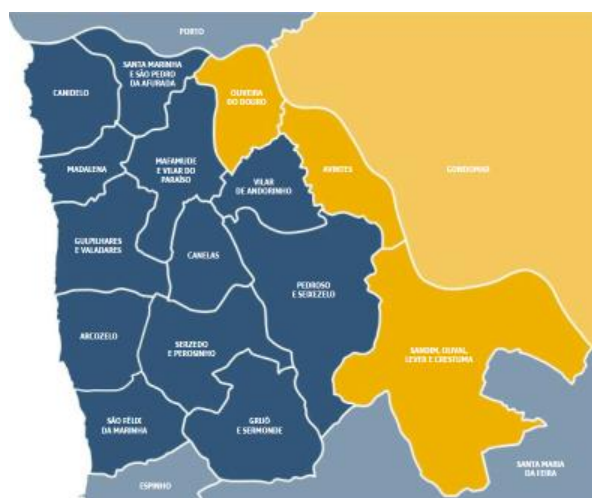 PORTO
SANTA MARINHA
E SÃO PEDRO
DA AFURADA
CANIDELO
OLIVEIRA
DO DOURO
MADALENA
MAFAMUDE
E VILAR DO
PARAÍSO
VILAR
DE ANDORINHO
AVINTES
GONDOMAR
GULPILHARES
E VALADARES
CANELAS
PEDROSO
E SEIXEZELO
ARCOZELO
SERZEDO
E PEROSINHO
SANDIM, OLIVAL,
LEVER E CRESTUMA
SÃO FÉLIX
DA MARINHA
GRIJÓ
E SERMONDE
SANTA MARIA
DA FEIRA
ESPINHO